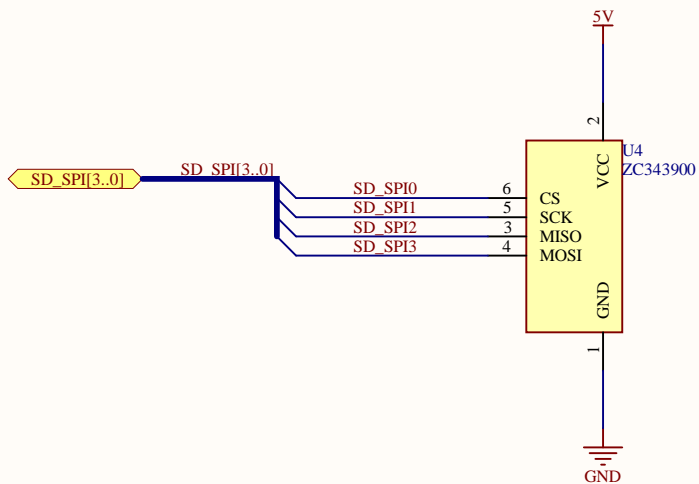 5V
2
VCC
U4
ZC343900
SD_SPI[3..0]
SD_SPI[3..0]
SD_SPI0
6
CS
SD_SPI1
5
SCK
SD_SPI2
3
MISO
SD_SPI3
4
MOSI
GND
1
GND